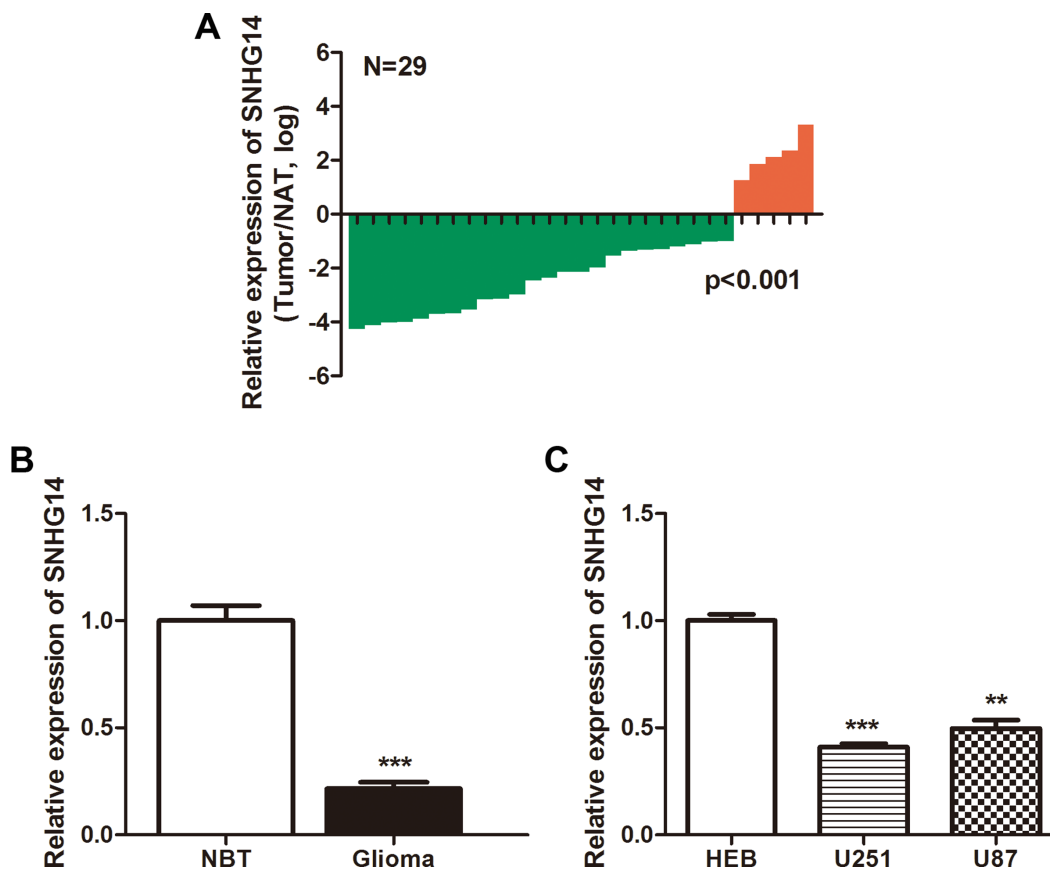 A
Relative expression of SNHG14
(Tumor/NAT, log)
6
4
2
0
-2
-4
-6
N=29
p<0.001
B
Relative expression of SNHG14
1.5
1.0
0.5
0.0
***
NBT Glioma
C
Relative expression of SNHG14
1.5
1.0
0.5
0.0
***
**
HEB U251 U87